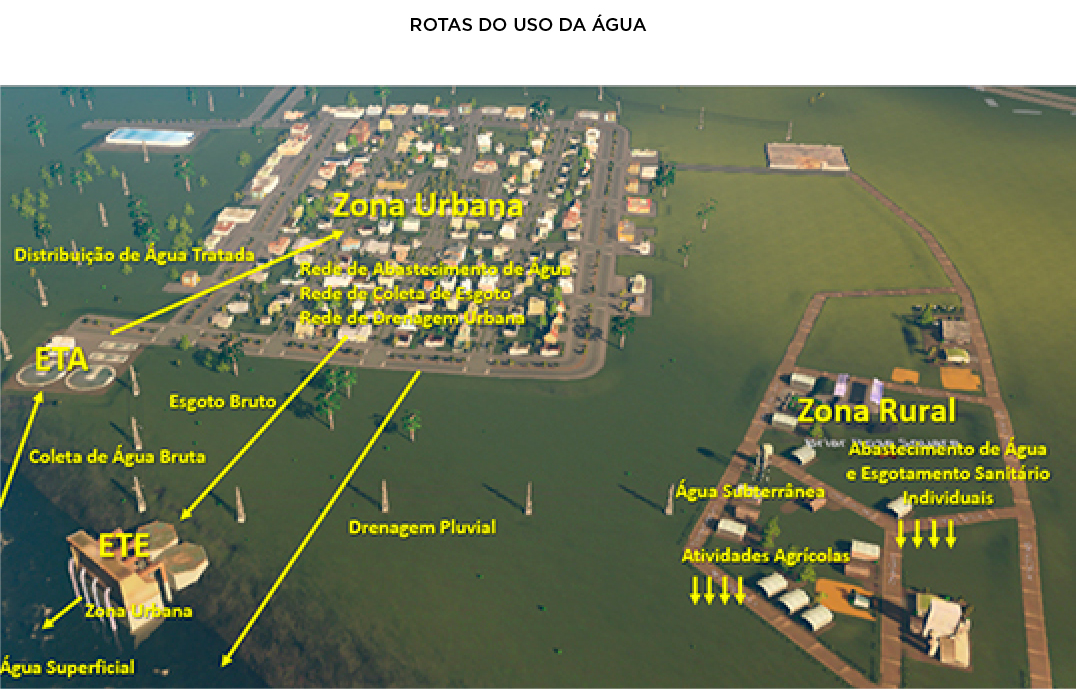 ROTAS DO USO DA ÁGUA
Zona Urbana
Distribuição de Água Tratada
Rede de Abastecimento de Água
Rede de Coleta de Esgoto
Rede de Drenagem Urbana
ETA
Esgoto Bruto
Coleta de Água Bruta
Zona Rural
Abastecimento de Água
e Esgotamento Sanitário
Individuais
Água Subterrânea
Drenagem Pluvial
ETE
Atividades Agrícolas
Zona Urbana
Água Superficial